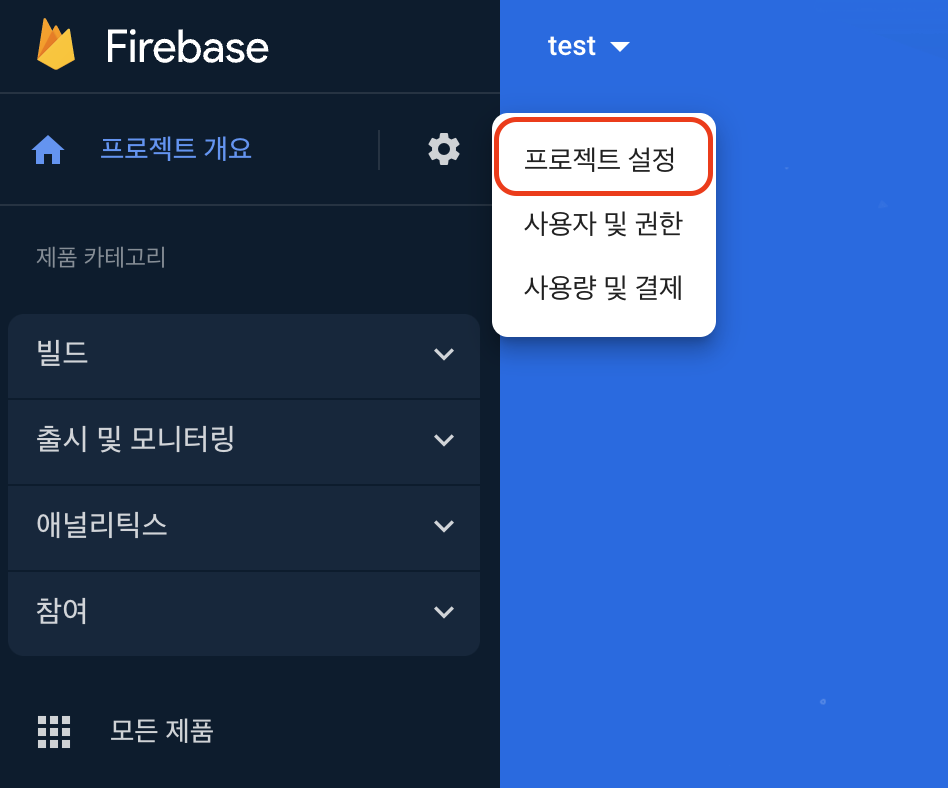 Firebase
test
프로젝트 개요
프로젝트 설정
사용자 및 권한
사용량 및 결제
제품 카테고리
빌드
출시 및 모니터링
애널리틱스
참여
모든 제품